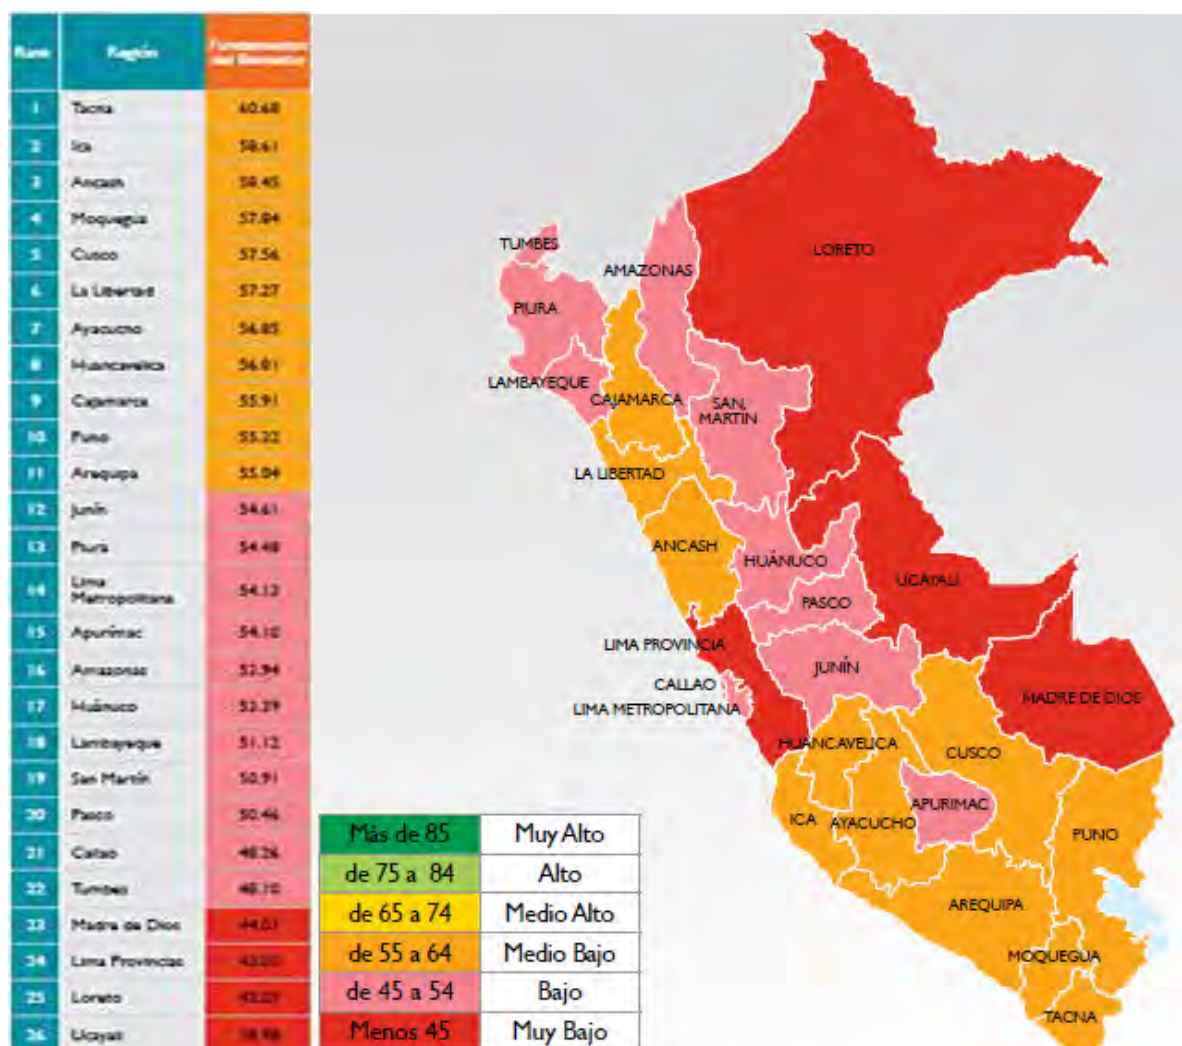 Rank Región Fundamentos del Bienestar
1 Tacna 60.68
2 Ica 58.61
3 Ancash 58.45
4 Moquegua 57.84
5 Cusco 57.56
6 La Libertad 57.27
7 Ayacucho 56.85
8 Huancavelica 56.81
9 Cajamarca 55.91
10 Puno 55.22
11 Arequipa 55.04
12 Junín 54.61
13 Piura 54.48
14 Lima Metropolitana 54.12
15 Apurímac 54.10
16 Amazonas
17 Huánuco
18 Lambayeque 51.12
19 San Martín 50.91
20 Pasco 50.46
21 Callao 48.26
22 Tumbes 48.10
23 Madre de Dios 44.01
24 Lima Provincias
25 Loreto
26 Ucayali
Más de 85 Muy Alto
de 75 a 84 Alto
de 65 a 74 Medio Alto
de 55 a 64 Medio Bajo
de 45 a 54 Bajo
Menos 45 Muy Bajo
TUMBES
LORETO
AMAZONAS
PIURA
LAMBAYEQUE
CAJAMARCA
SAN,
MARTIN
LA LIBERTAD
ANCASH
HUÁNUCO
UCAYALI
PASCO
LIMA PROVINCIA
JUNÍN
CALLAO
MADRE DE DIOS
LIMA METROPOLITANA
HUANCAVELICA
CUSCO
APURIMAC
ICA
AYACUCHO
PUNO
AREQUIPA
MOQUEGUA
TACNA